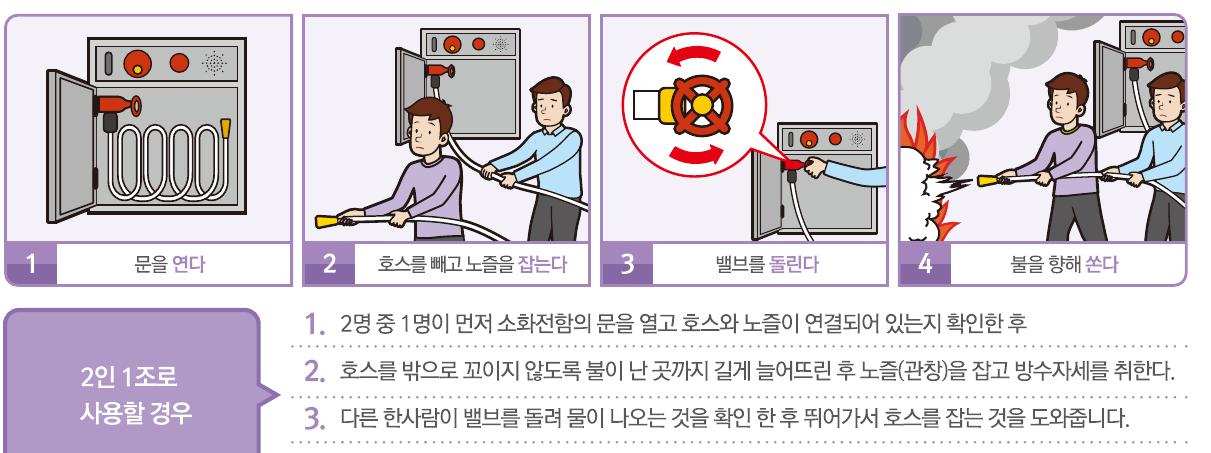 1 문을 연다
2 호스를 빼고 노즐을 잡는다
3 밸브를 돌린다
4 불을 향해 쏜다
2인 1조로
사용할 경우
1. 2명 중 1명이 먼저 소화전함의 문을 열고 호스와 노즐이 연결되어 있는지 확인한 후
2. 호스를 밖으로 꼬이지 않도록 불이 난 곳까지 길게 늘어뜨린 후 노즐(관창)을 잡고 방수자세를 취한다.
3. 다른 한사람이 밸브를 돌려 물이 나오는 것을 확인 한 후 뛰어가서 호스를 잡는 것을 도와줍니다.